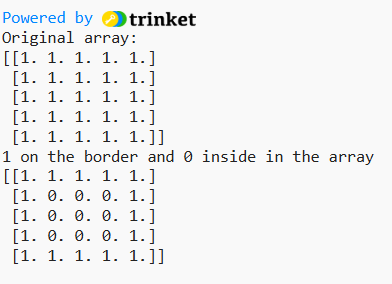 Powered by trinket
Original array:
[[1. 1. 1. 1. 1.]
 [1. 1. 1. 1. 1.]
 [1. 1. 1. 1. 1.]
 [1. 1. 1. 1. 1.]
 [1. 1. 1. 1. 1.]]
1 on the border and 0 inside in the array
[[1. 1. 1. 1. 1.]
 [1. 0. 0. 0. 1.]
 [1. 0. 0. 0. 1.]
 [1. 0. 0. 0. 1.]
 [1. 1. 1. 1. 1.]]